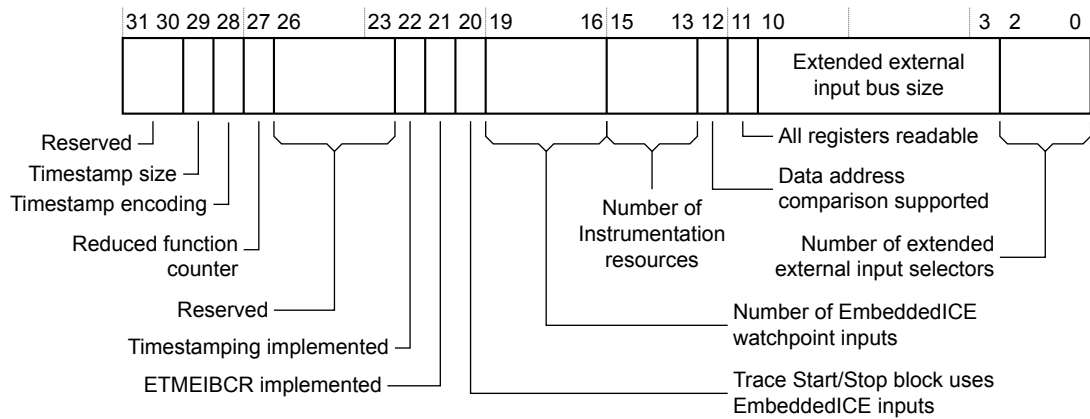 31 30 29 28 27 26 23 22 21 20 19 16 15 13 12 11 10 3 2 0
Extended external
input bus size
Reserved
Timestamp size
Timestamp encoding
Reduced function
counter
Reserved
Timestamping implemented
ETMEIBCR implemented
Number of
Instrumentation
resources
All registers readable
Data address
comparison supported
Number of extended
external input selectors
Number of EmbeddedICE
watchpoint inputs
Trace Start/Stop block uses
EmbeddedICE inputs